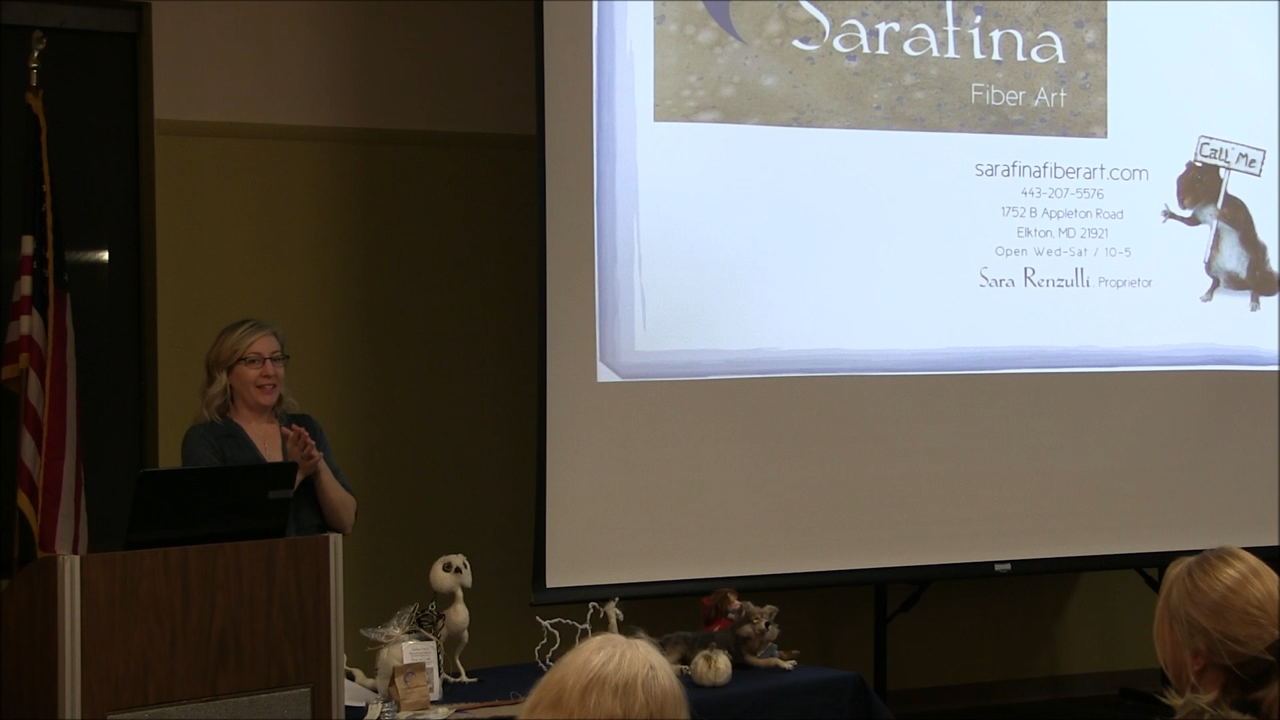 Sarafina
Fiber Art
Call Me
sarafinafiberart.com
443-207-5576
1752 B Appleton Road
Elkton, MD 21921
Open Wed-Sat / 10-5
Sara Renzulli, Proprietor